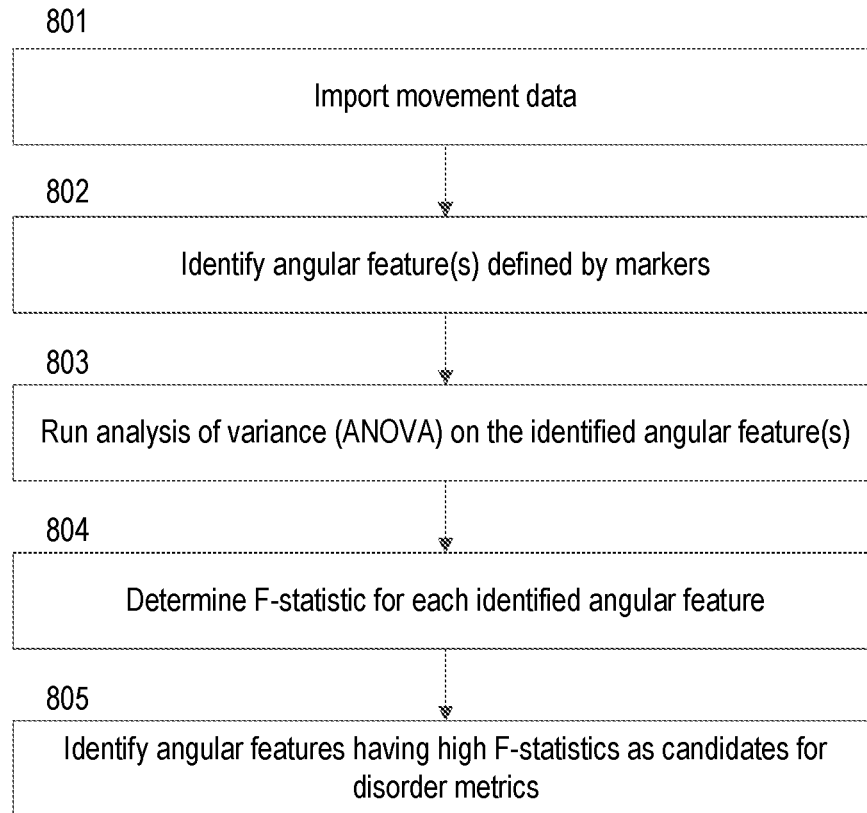 801
Import movement data
802
Identify angular feature(s) defined by markers
803
Run analysis of variance (ANOVA) on the identified angular feature(s)
804
Determine F-statistic for each identified angular feature
805
Identify angular features having high F-statistics as candidates for
disorder metrics